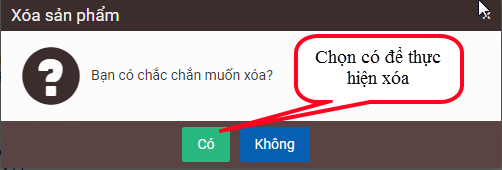 Xóa sản phẩm
x
Bạn có chắc chắn muốn xóa?
Chọn có để thực
hiện xóa
Có
Không